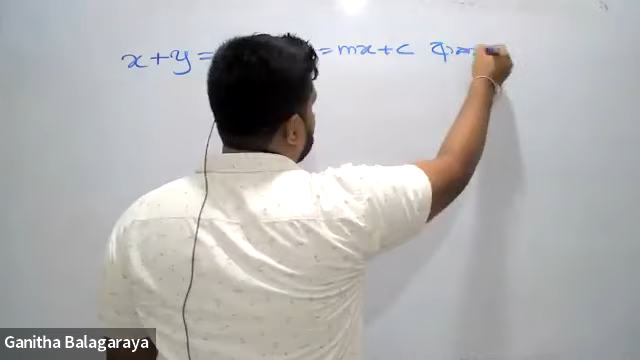 x + y = = mx + c
Ganitha Balagaraya